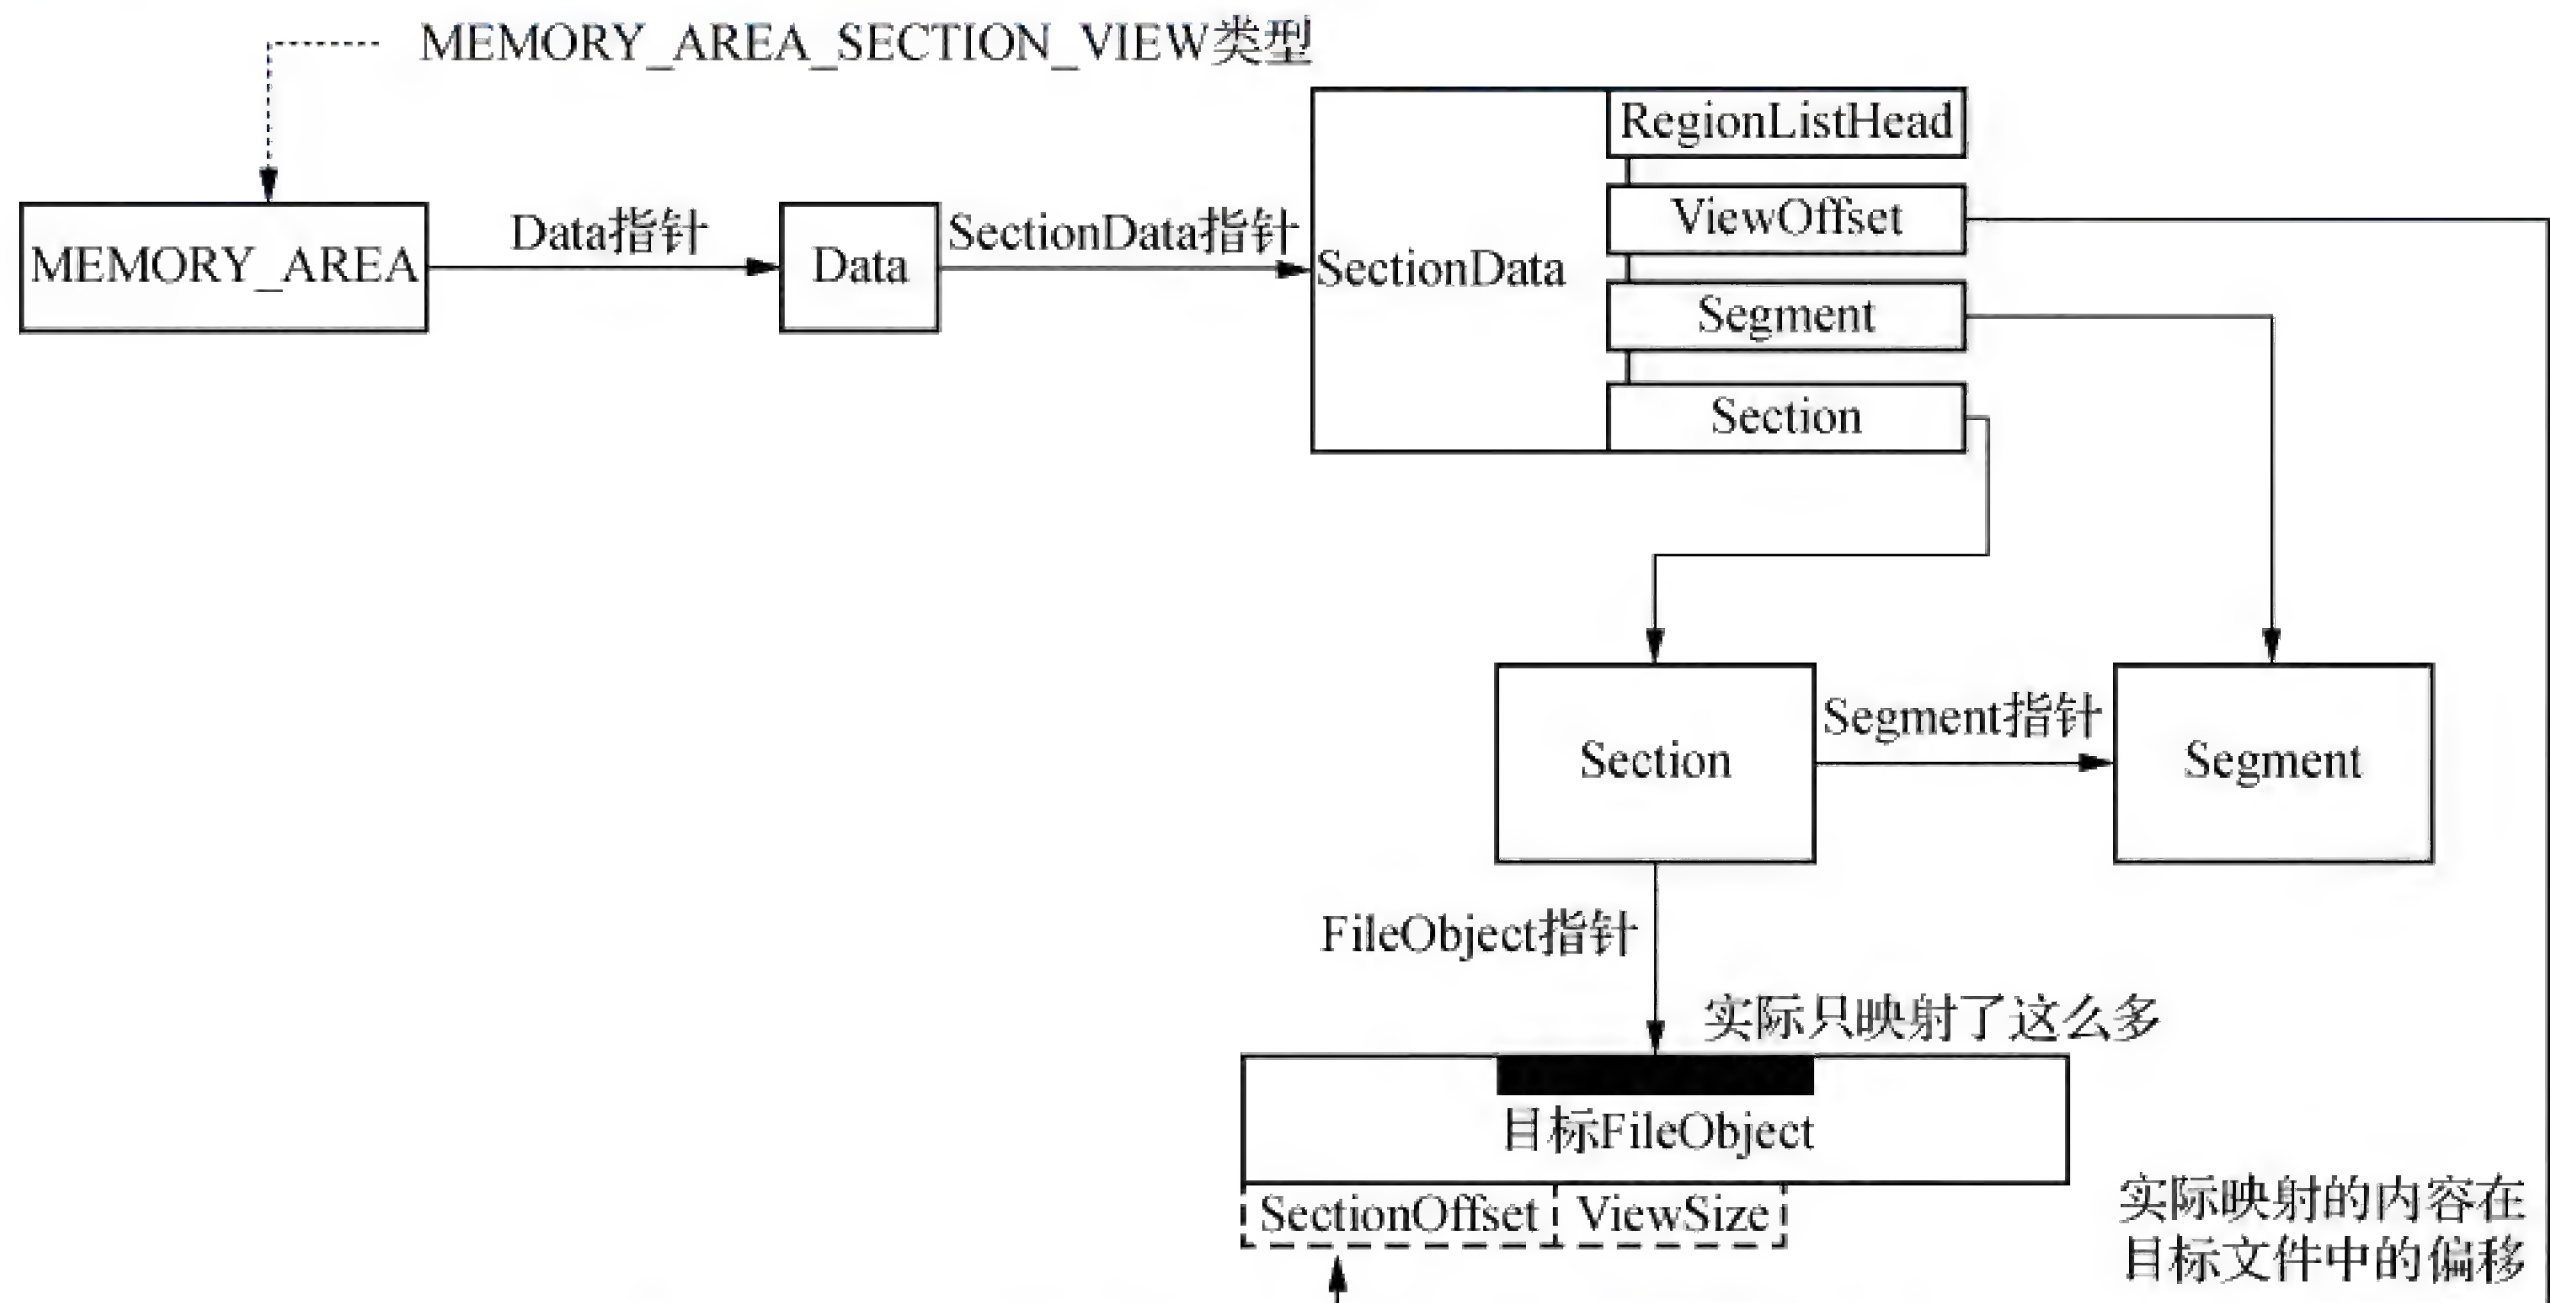 MEMORY_AREA_SECTION_VIEW类型
RegionListHead
ViewOffset
MEMORY_AREA
Data指针
Data
SectionData指针
SectionData
Segment
Section
Section
Segment指针
Segment
FileObject指针
实际只映射了这么多
目标FileObject
SectionOffset
ViewSize
实际映射的内容在
目标文件中的偏移